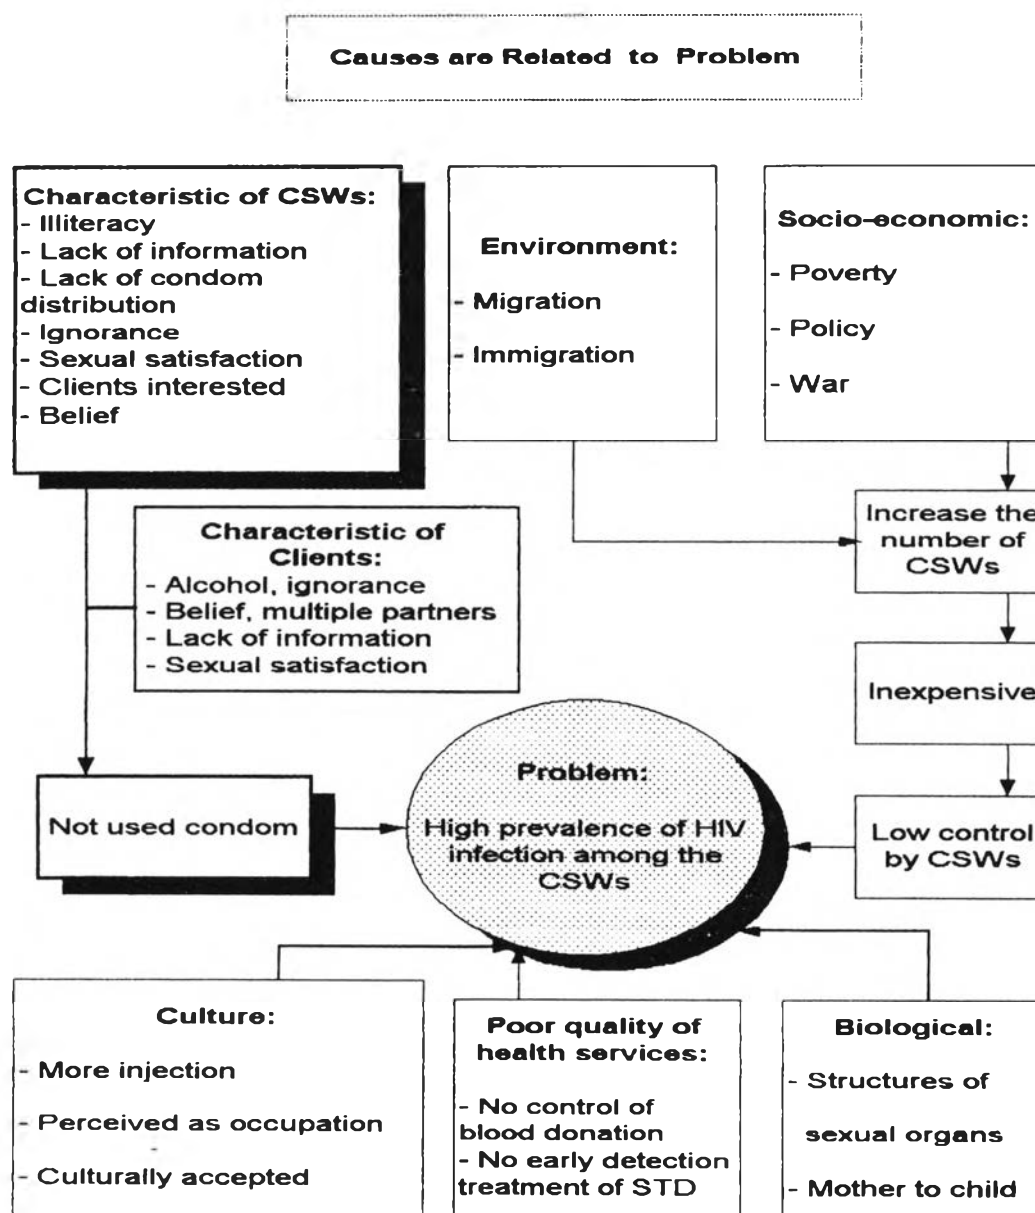 Causes are Related to Problem
Characteristic of CSWs:
- Illiteracy
- Lack of information
- Lack of condom
distribution
- Ignorance
- Sexual satisfaction
- Clients interested
- Belief
Environment:
- Migration
- Immigration
Socio-economic:
- Poverty
- Policy
- War
Characteristic of
Clients:
- Alcohol, ignorance
- Belief, multiple partners
- Lack of information
- Sexual satisfaction
Increase the
number of
CSWs
Inexpensive
Low control
by CSWs
Not used condom
Problem:
High prevalence of HIV
infection among the
CSWs
Culture:
- More injection
- Perceived as occupation
- Culturally accepted
Poor quality of
health services:
- No control of
blood donation
- No early detection
treatment of STD
Biological:
- Structures of
sexual organs
- Mother to child